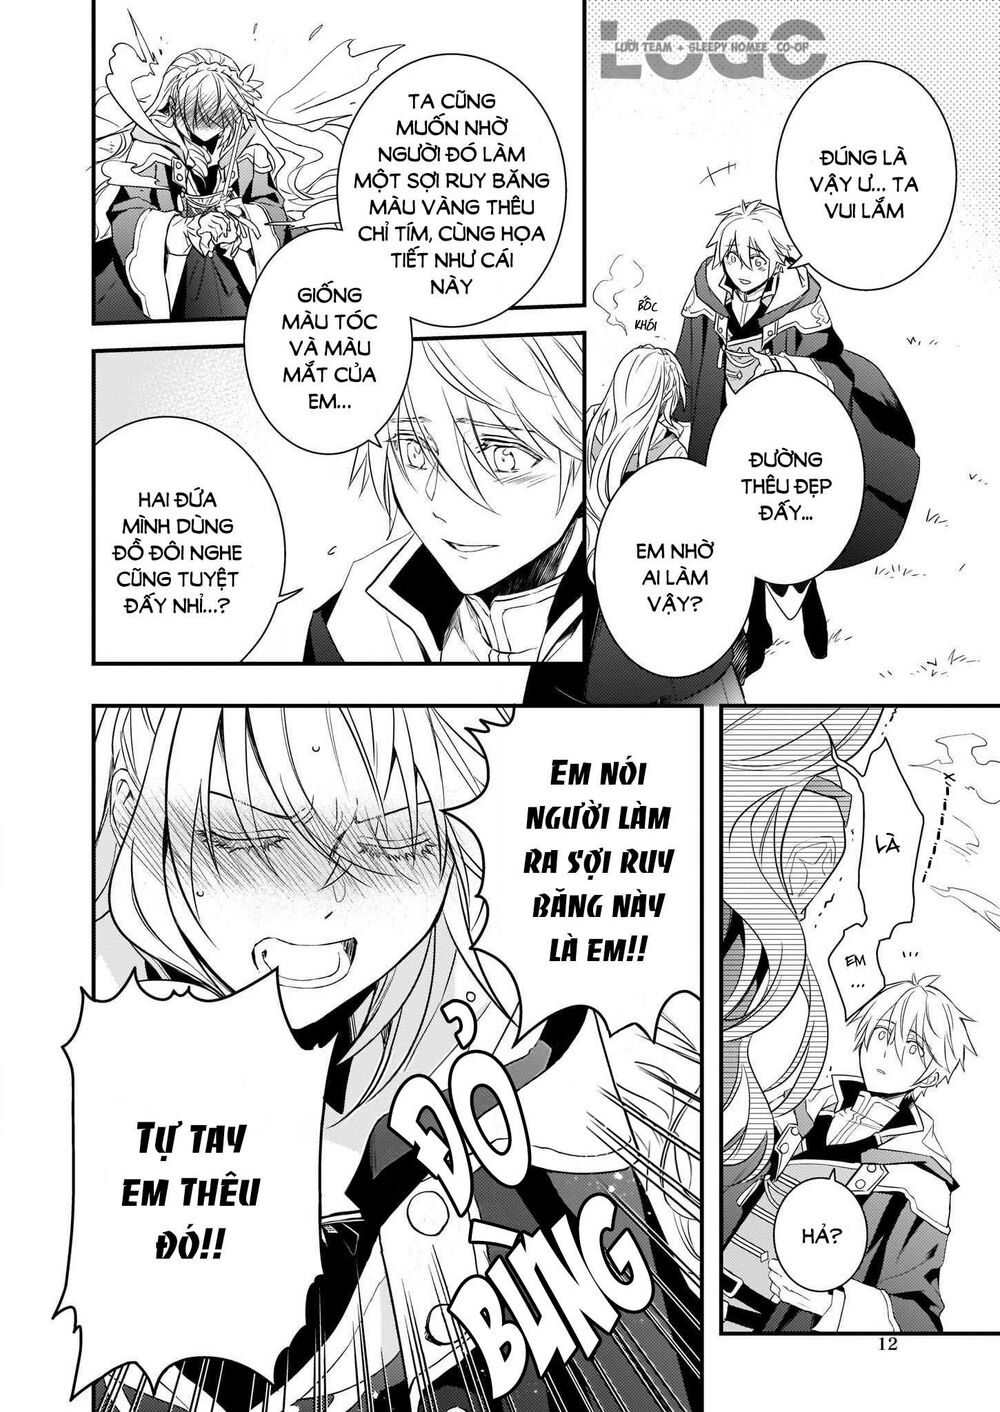 LOGO
LƯỜI TEAM + SLEEPY HOMEE CO-OP
ĐÚNG LÀ
VẬY Ư... TA
VUI LẮM
BỐC
KHÓI
ĐƯỜNG
THÊU ĐẸP
ĐẤY...
EM NHỜ
AI LÀM
VẬY?
TA CŨNG
MUỐN NHỜ
NGƯỜI ĐÓ LÀM
MỘT SỢI RUY BĂNG
MÀU VÀNG THÊU
CHỈ TÍM, CÙNG HỌA
TIẾT NHƯ CÁI
NÀY
GIỐNG
MÀU TÓC
VÀ MÀU
MẮT CỦA
EM...
HAI ĐỨA
MÌNH DÙNG
ĐỒ ĐÔI NGHE
CŨNG TUYỆT
ĐẤY NHỈ...?
... LÀ
EM ...
HẢ?
EM NÓI
NGƯỜI LÀM
RA SỢI RUY
BĂNG NÀY
LÀ EM!!
ĐỎ
BỪNG
TỰ TAY
EM THÊU
ĐÓ!!
12